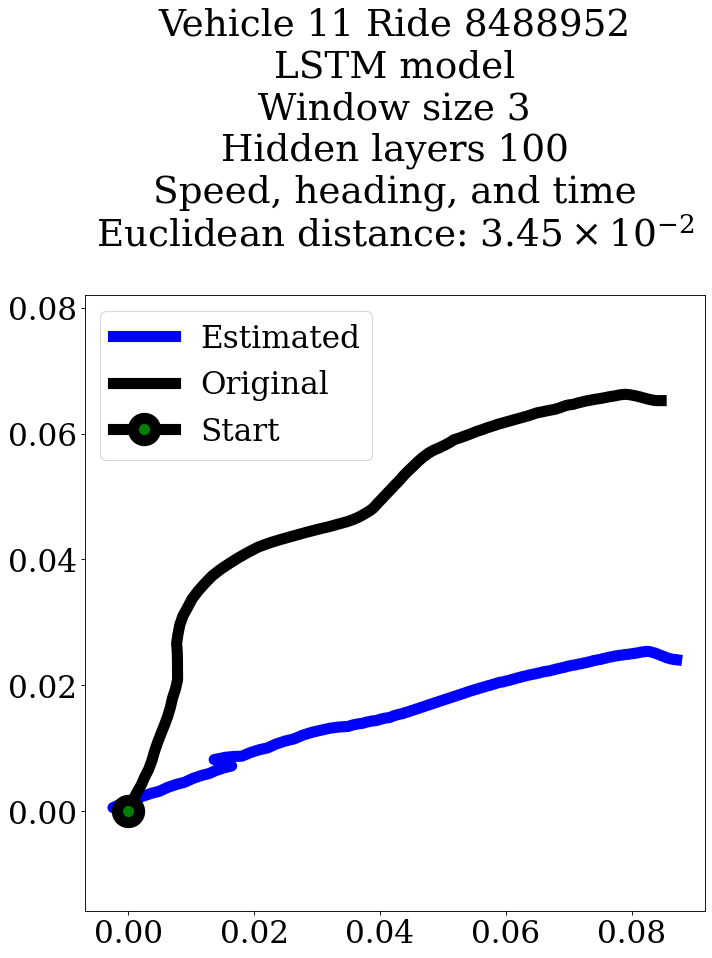 Vehicle 11 Ride 8488952
LSTM model
Window size 3
Hidden layers 100
Speed, heading, and time
Euclidean distance: 3.45 × 10⁻²
Estimated
Original
Start
0.08
0.06
0.04
0.02
0.00
0.00 0.02 0.04 0.06 0.08